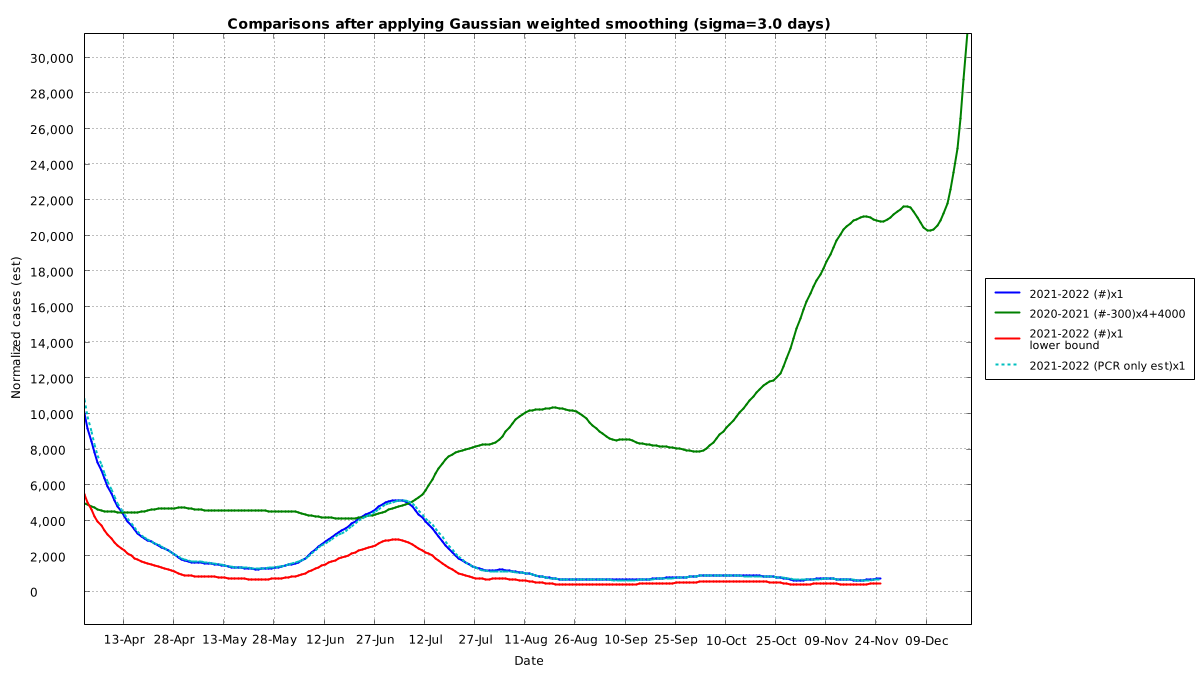 Comparisons after applying Gaussian weighted smoothing (sigma=3.0 days)
30,000
28,000
26,000
24,000
22,000
20,000
18,000
16,000
14,000
12,000
10,000
8,000
6,000
4,000
2,000
0
Normalized cases (est)
13-Apr 28-Apr 13-May 28-May 12-Jun 27-Jun 12-Jul 27-Jul 11-Aug 26-Aug 10-Sep 25-Sep 10-Oct 25-Oct 09-Nov 24-Nov 09-Dec
Date
2021-2022 (#)x1
2020-2021 (#-300)x4+4000
2021-2022 (#)x1
lower bound
2021-2022 (PCR only est)x1